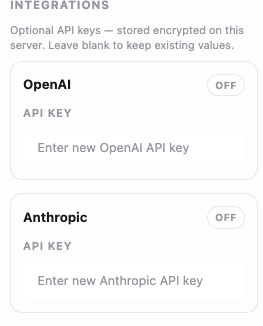 INTEGRATIONS
Optional API keys — stored encrypted on this
server. Leave blank to keep existing values.
OpenAI OFF
API KEY
Enter new OpenAI API key
Anthropic OFF
API KEY
Enter new Anthropic API key